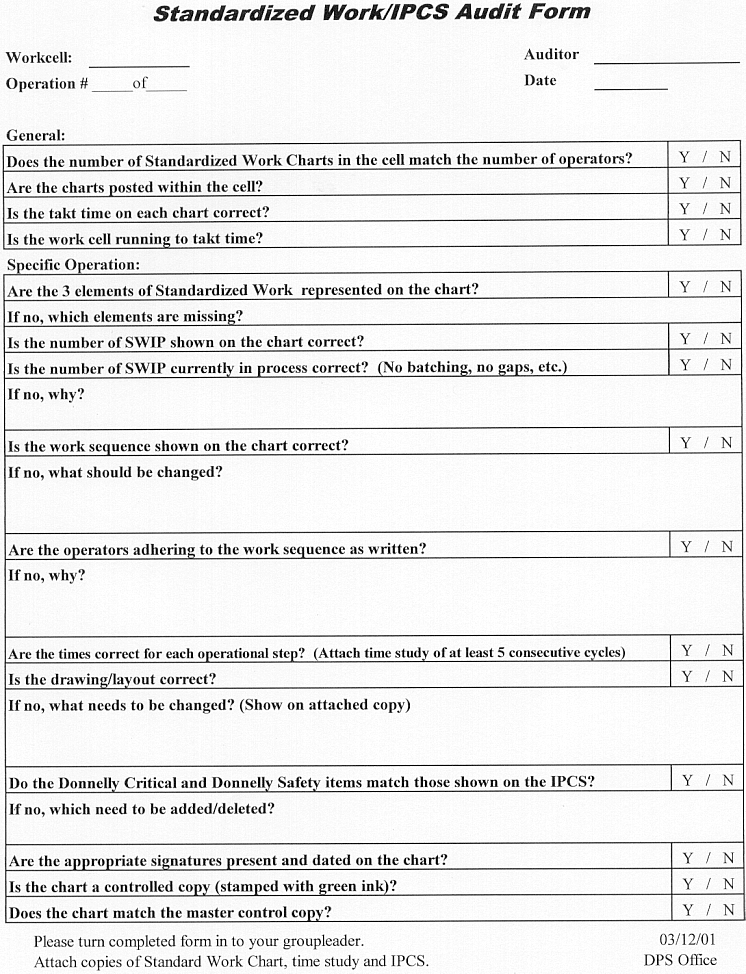 Standardized Work/IPCS Audit Form
Workcell: __________ Auditor __________
Operation # _____of_____ Date __________
General:
Does the number of Standardized Work Charts in the cell match the number of operators? Y / N
Are the charts posted within the cell? Y / N
Is the takt time on each chart correct? Y / N
Is the work cell running to takt time? Y / N
Specific Operation:
Are the 3 elements of Standardized Work represented on the chart? Y / N
If no, which elements are missing?
Is the number of SWIP shown on the chart correct? Y / N
Is the number of SWIP currently in process correct? (No batching, no gaps, etc.) Y / N
If no, why?
Is the work sequence shown on the chart correct? Y / N
If no, what should be changed?
Are the operators adhering to the work sequence as written? Y / N
If no, why?
Are the times correct for each operational step? (Attach time study of at least 5 consecutive cycles) Y / N
Is the drawing/layout correct? Y / N
If no, what needs to be changed? (Show on attached copy)
Do the Donnelly Critical and Donnelly Safety items match those shown on the IPCS? Y / N
If no, which need to be added/deleted?
Are the appropriate signatures present and dated on the chart? Y / N
Is the chart a controlled copy (stamped with green ink)? Y / N
Does the chart match the master control copy? Y / N
Please turn completed form in to your groupleader. 03/12/01
Attach copies of Standard Work Chart, time study and IPCS. DPS Office